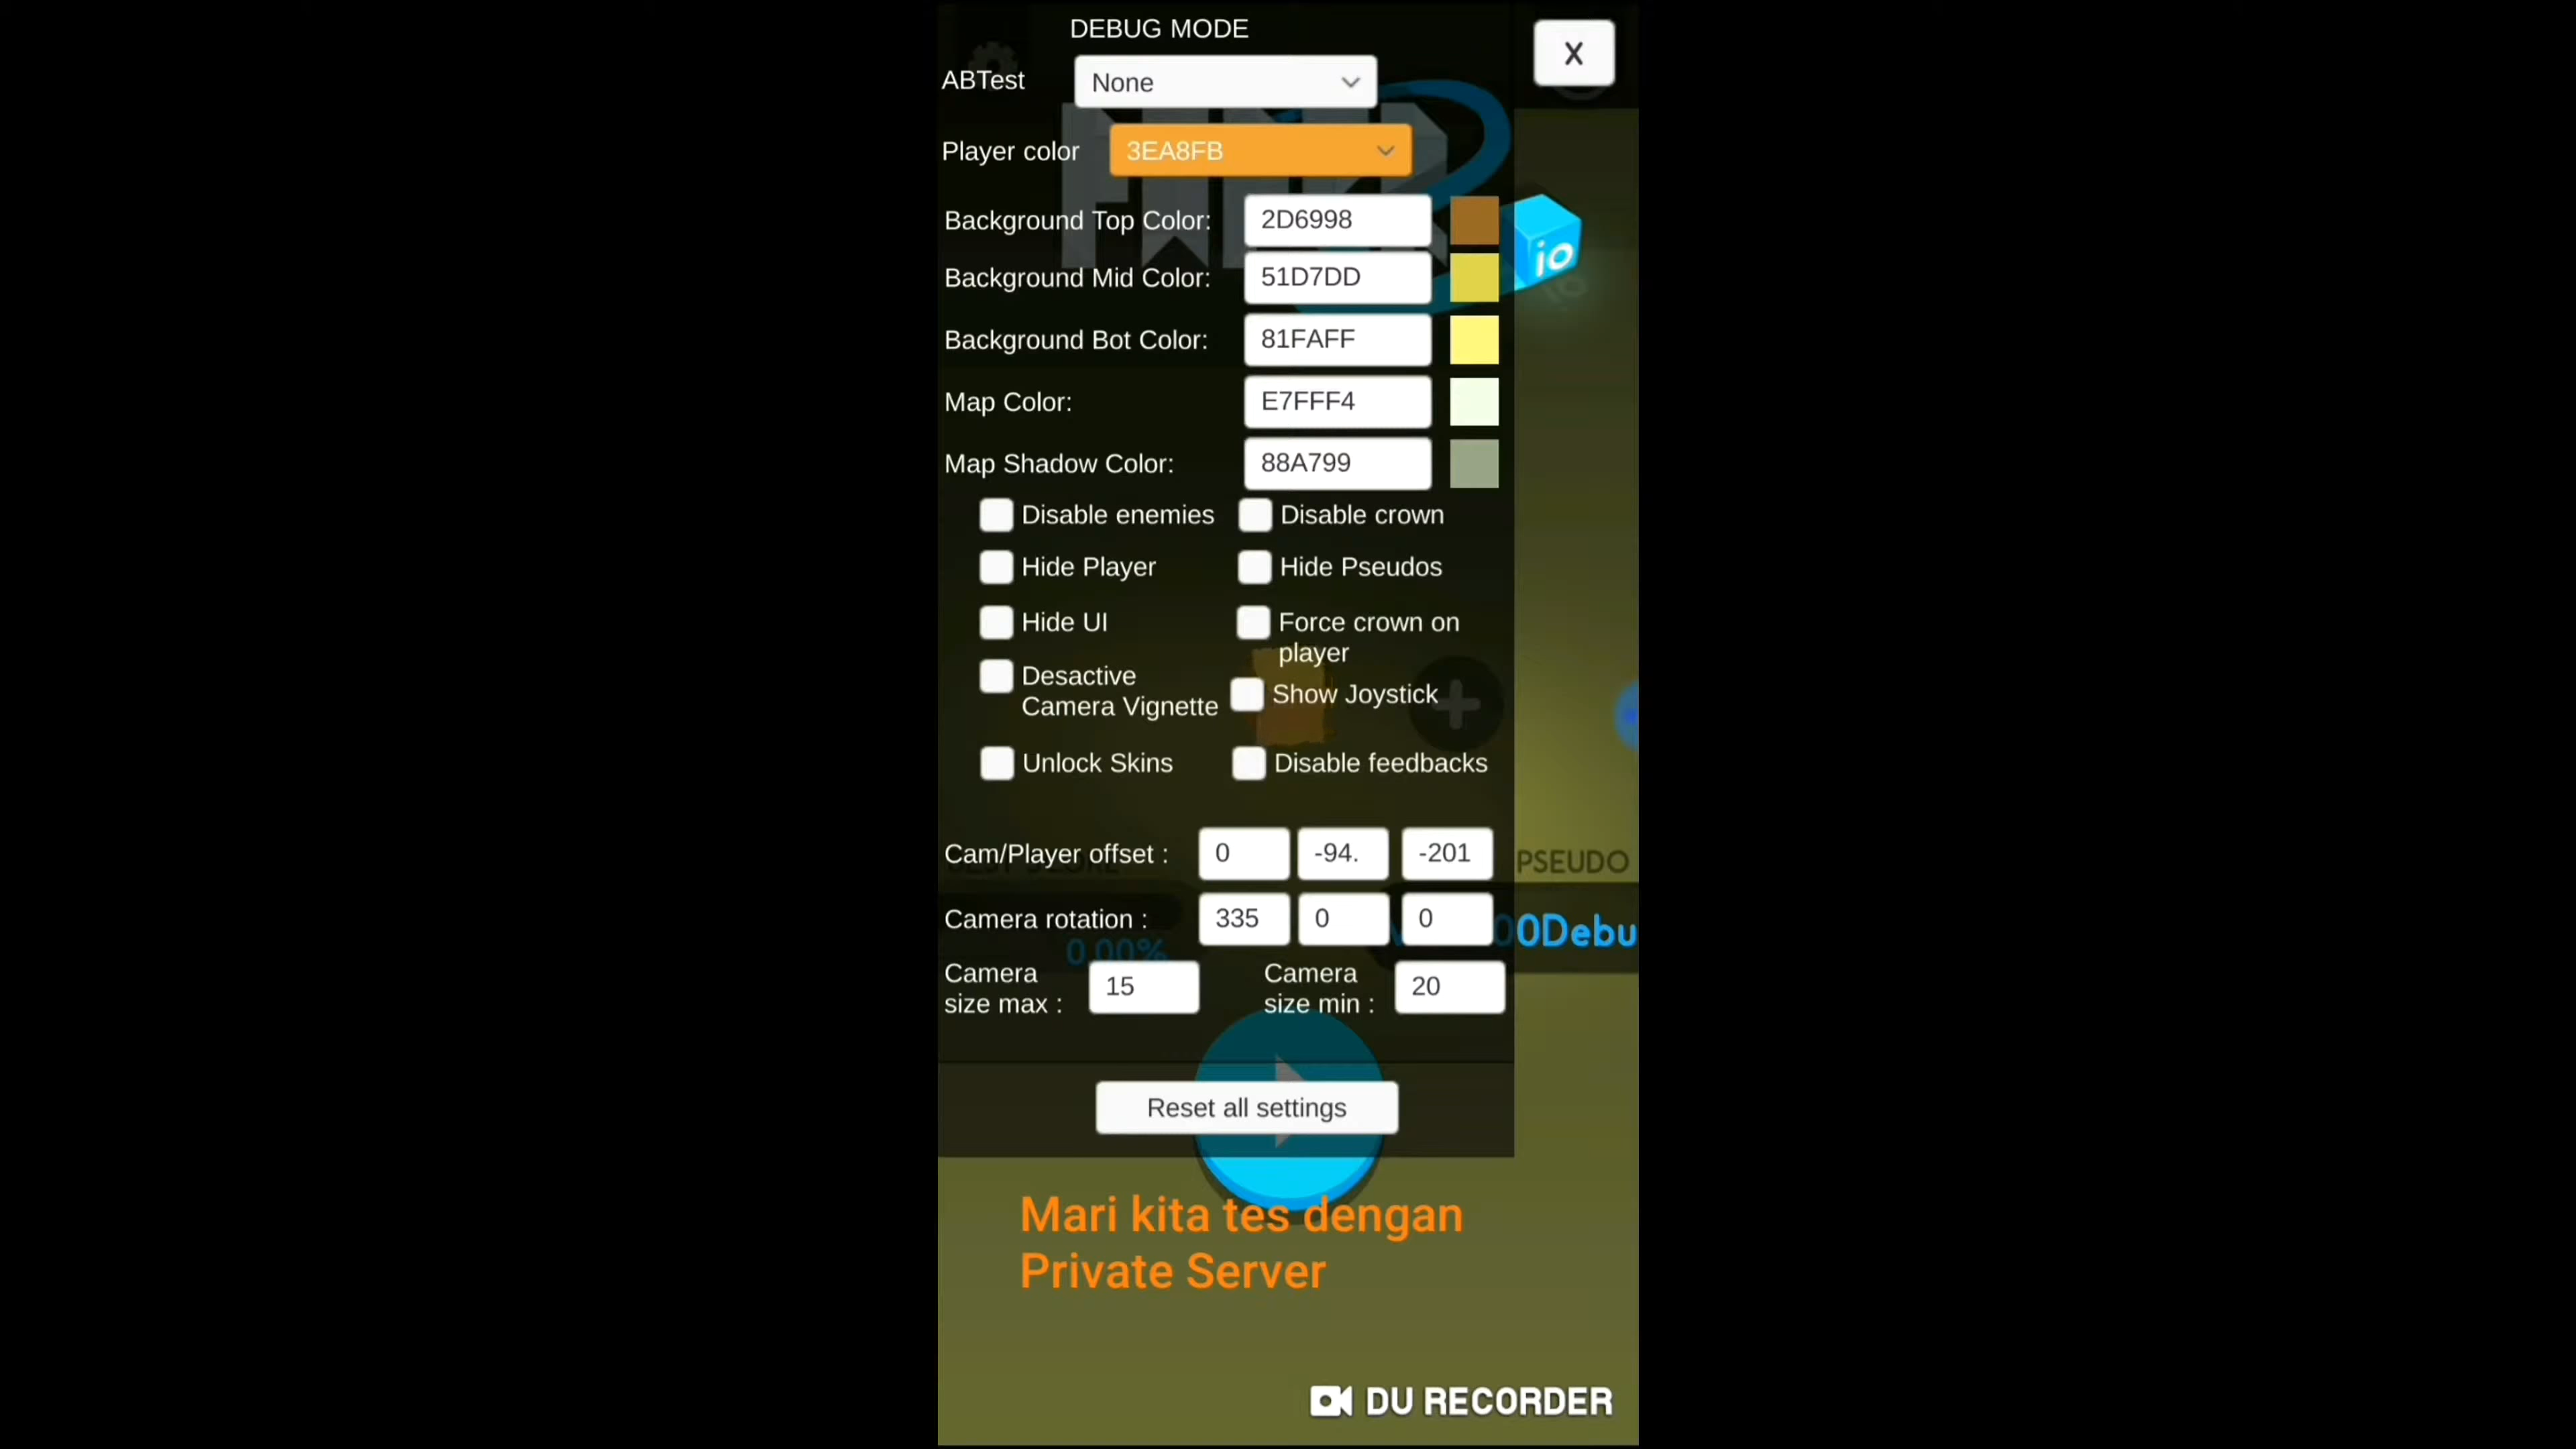 DEBUG MODE
X
ABTest None
Player color 3EA8FB
Background Top Color: 2D6998
io
Background Mid Color: 51D7DD
Background Bot Color: 81FAFF
Map Color: E7FFF4
Map Shadow Color: 88A799
Disable enemies Disable crown
Hide Player Hide Pseudos
Hide UI Force crown on
player
Desactive
Camera Vignette
Show Joystick
Unlock Skins Disable feedbacks
Cam/Player offset : 0 -94. -201
PSEUDO
Camera rotation : 335 0 0
00Debu
0.00%
Camera
size max : 15
Camera
size min : 20
Reset all settings
Mari kita tes dengan
Private Server
DU RECORDER